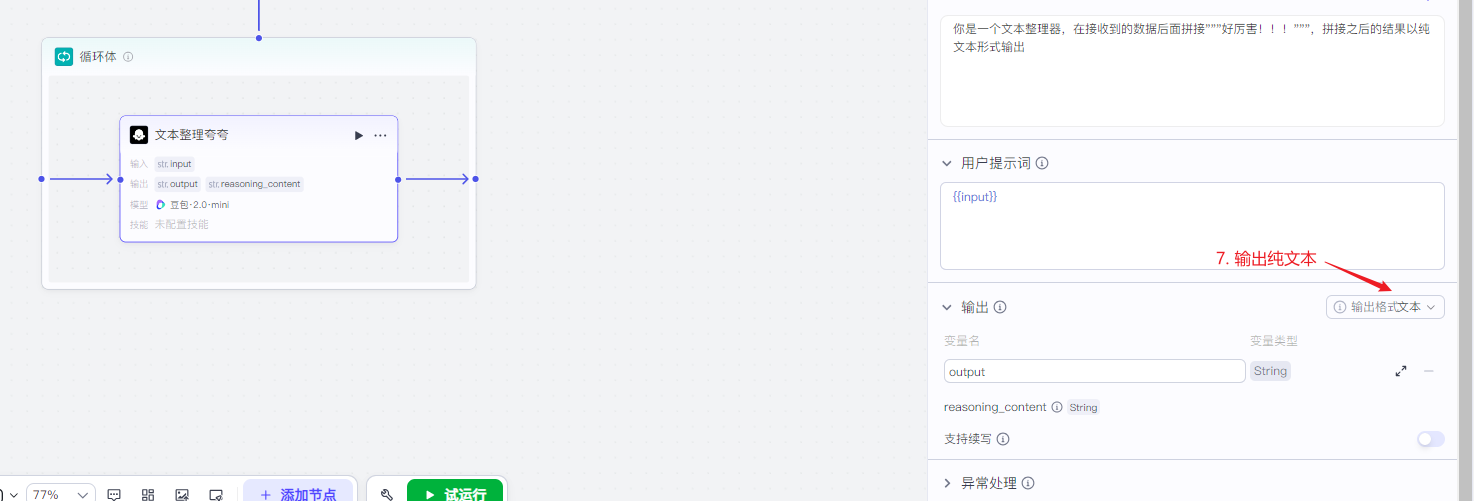 循环体
文本整理夸夸
输入 str. input
输出 str. output str. reasoning_content
模型 豆包·2.0·mini
技能 未配置技能
77%
添加节点
试运行
你是一个文本整理器，在接收到的数据后面拼接”””好厉害！！！”””，拼接之后的结果以纯
文本形式输出
用户提示词
{{input}}
7. 输出纯文本
输出
输出格式文本
变量名 变量类型
output String
reasoning_content String
支持续写
异常处理